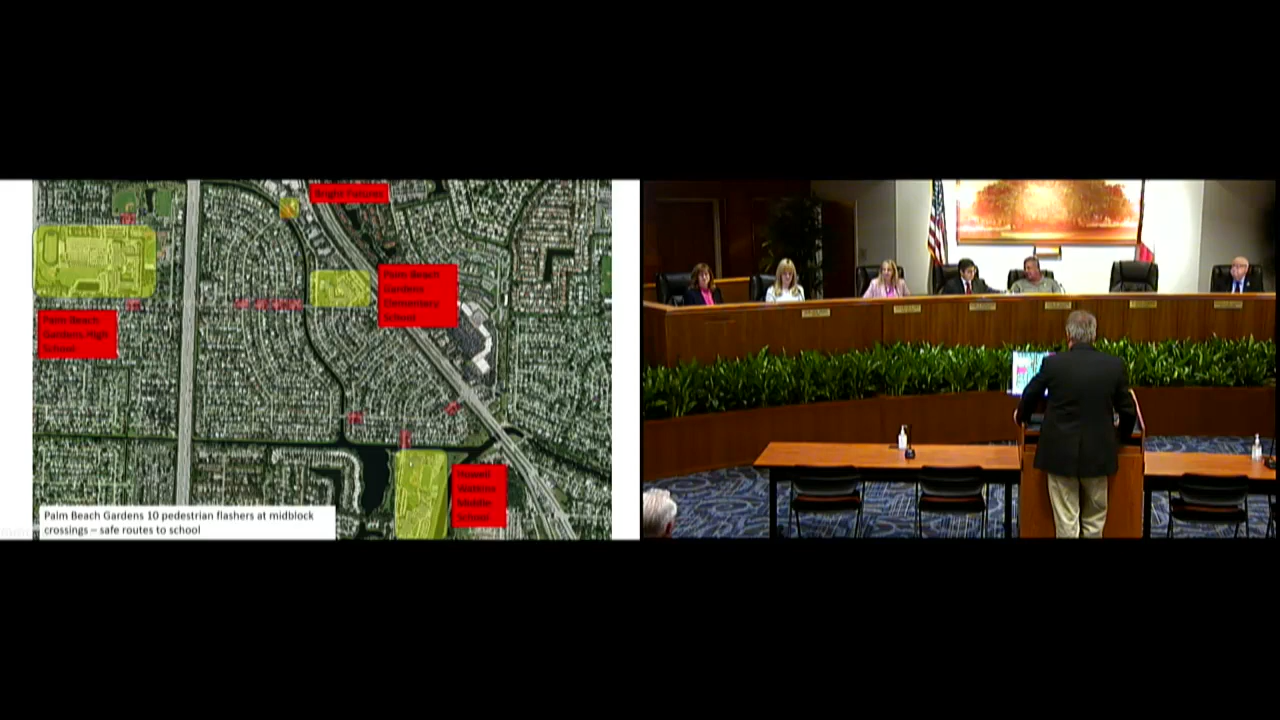 Bright Futures
Palm Beach
Gardens
Elementary
School
Palm Beach
Gardens High
School
Howell
Watkins
Middle
School
Palm Beach Gardens 10 pedestrian flashers at midblock
crossings – safe routes to school